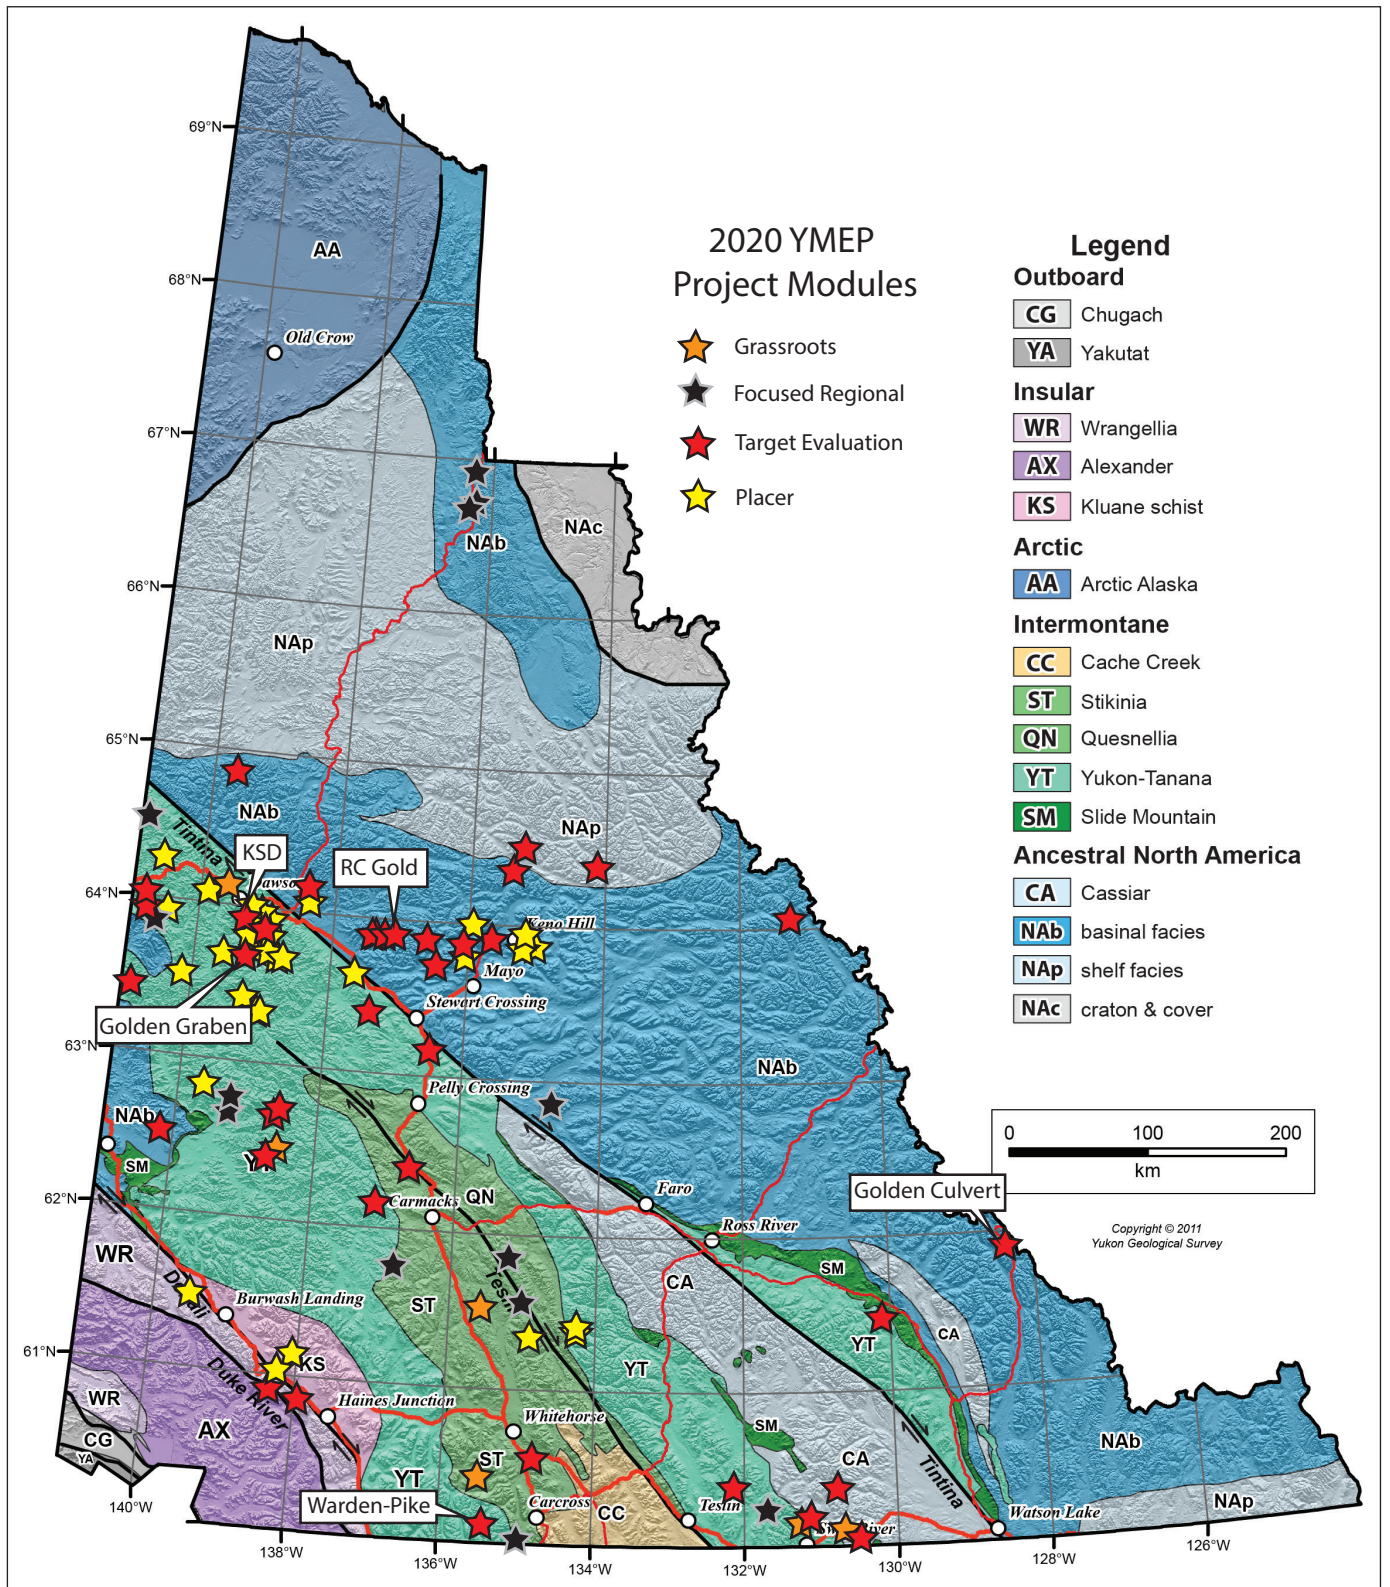 2020 YMEP
Project Modules
Grassroots
Focused Regional
Target Evaluation
Placer
Legend
Outboard
CG Chugach
YA Yakutat
Insular
WR Wrangellia
AX Alexander
KS Kluane schist
Arctic
AA Arctic Alaska
Intermontane
CC Cache Creek
ST Stikinia
QN Quesnellia
YT Yukon-Tanana
SM Slide Mountain
Ancestral North America
CA Cassiar
NAb basinal facies
NAp shelf facies
NAc craton & cover
0 100 200
km
Copyright © 2011
Yukon Geological Survey
69°N
68°N
67°N
66°N
65°N
64°N
63°N
62°N
61°N
140°W
138°W
136°W
134°W
132°W
130°W
128°W
126°W
AA
Old Crow
NAc
NAb
NAp
NAb
NAp
Tintina
KSD
RC Gold
Keno Hill
Mayo
Stewart Crossing
Golden Graben
NAb
Pelly Crossing
NAb
SM
QN
Carmacks
Faro
Ross River
Golden Culvert
WR
Burwash Landing
ST
CA
SM
CA
YT
YT
KS
Duke River
Haines Junction
WR
AX
CG
YA
Whitehorse
SM
CA
ST
YT
Warden-Pike
Carcross
CC
Teslin
Tintina
Watson Lake
NAb
NAp